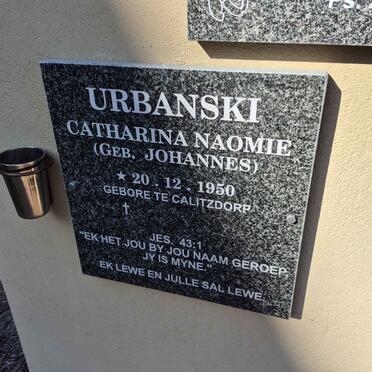 URBANSKI
CATHARINA NAOMIE
(GEB. JOHANNES)
★ 20 . 12 . 1950
GEBORE TE CALITZDORP
†
JES. 43:1
"EK HET JOU BY JOU NAAM GEROEP
JY IS MYNE."
EK LEWE EN JULLE SAL LEWE